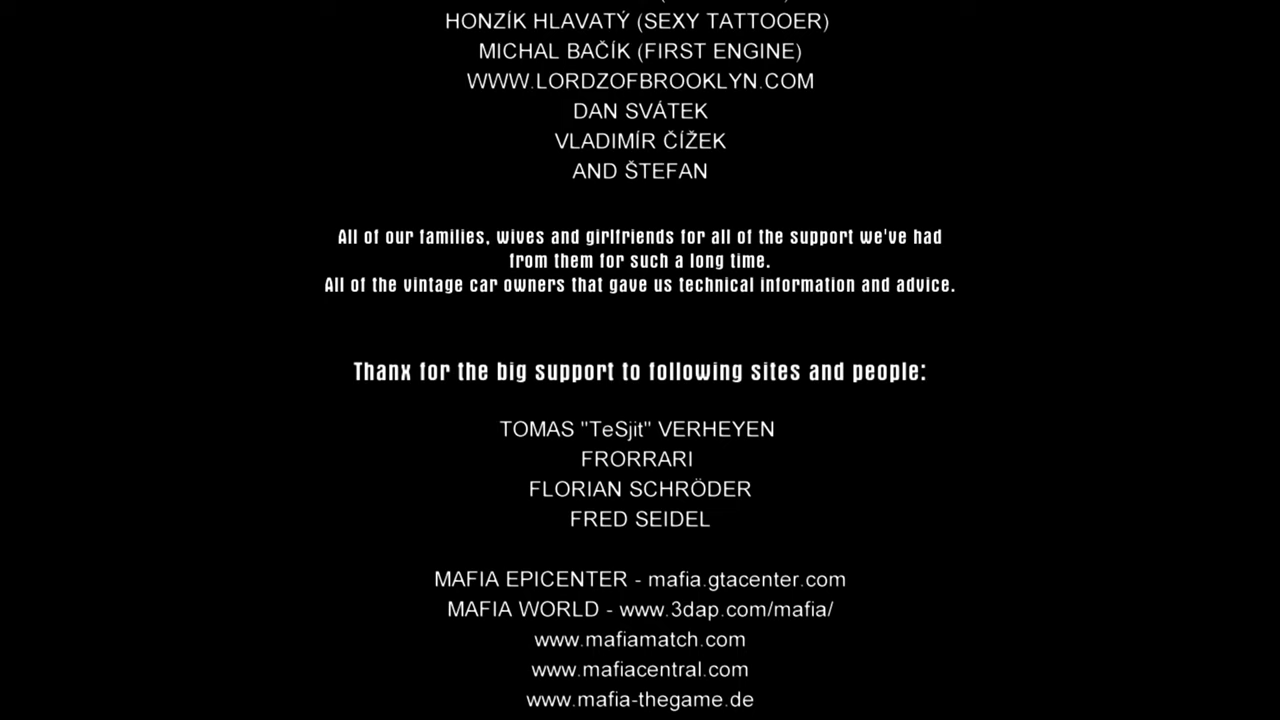 HONZÍK HLAVATÝ (SEXY TATTOOER)
MICHAL BAČÍK (FIRST ENGINE)
WWW.LORDZOFBROOKLYN.COM
DAN SVÁTEK
VLADIMÍR ČÍŽEK
AND ŠTEFAN
All of our families, wives and girlfriends for all of the support we've had
from them for such a long time.
All of the vintage car owners that gave us technical information and advice.
Thanx for the big support to following sites and people:
TOMAS "TeSjit" VERHEYEN
FRORRARI
FLORIAN SCHRÖDER
FRED SEIDEL
MAFIA EPICENTER - mafia.gtacenter.com
MAFIA WORLD - www.3dap.com/mafia/
www.mafiamatch.com
www.mafiacentral.com
www.mafia-thegame.de